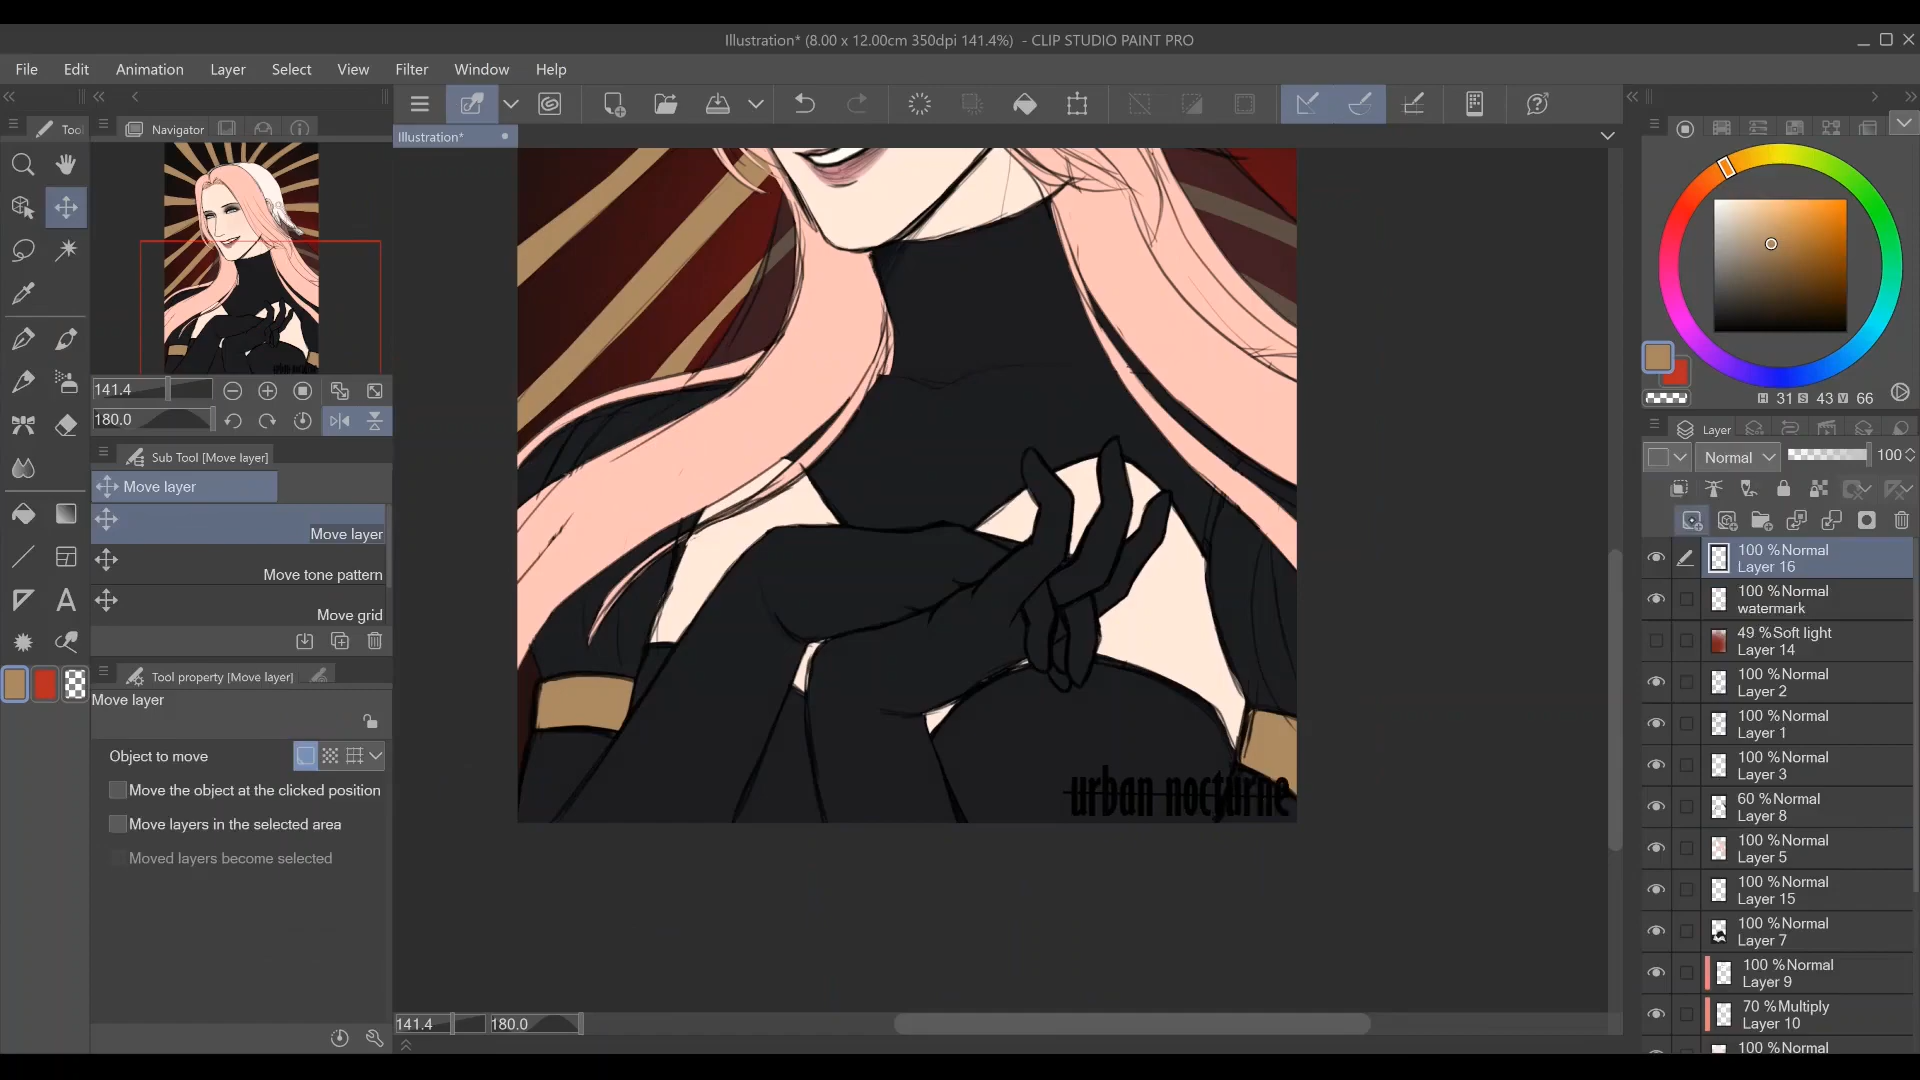 Illustration* (8.00 x 12.00cm 350dpi 141.4%) - CLIP STUDIO PAINT PRO
File Edit Animation Layer Select View Filter Window Help
Tool
Navigator
Illustration*
141.4
180.0
Sub Tool [Move layer]
Move layer
Move layer
Move tone pattern
Move grid
Tool property [Move layer]
Move layer
Object to move
Move the object at the clicked position
Move layers in the selected area
Moved layers become selected
urban nocturne
141.4 180.0
H 31 S 43 V 66
Layer
Normal 100
100 %Normal
Layer 16
100 %Normal
watermark
49 %Soft light
Layer 14
100 %Normal
Layer 2
100 %Normal
Layer 1
100 %Normal
Layer 3
60 %Normal
Layer 8
100 %Normal
Layer 5
100 %Normal
Layer 15
100 %Normal
Layer 7
100 %Normal
Layer 9
70 %Multiply
Layer 10
100 %Normal